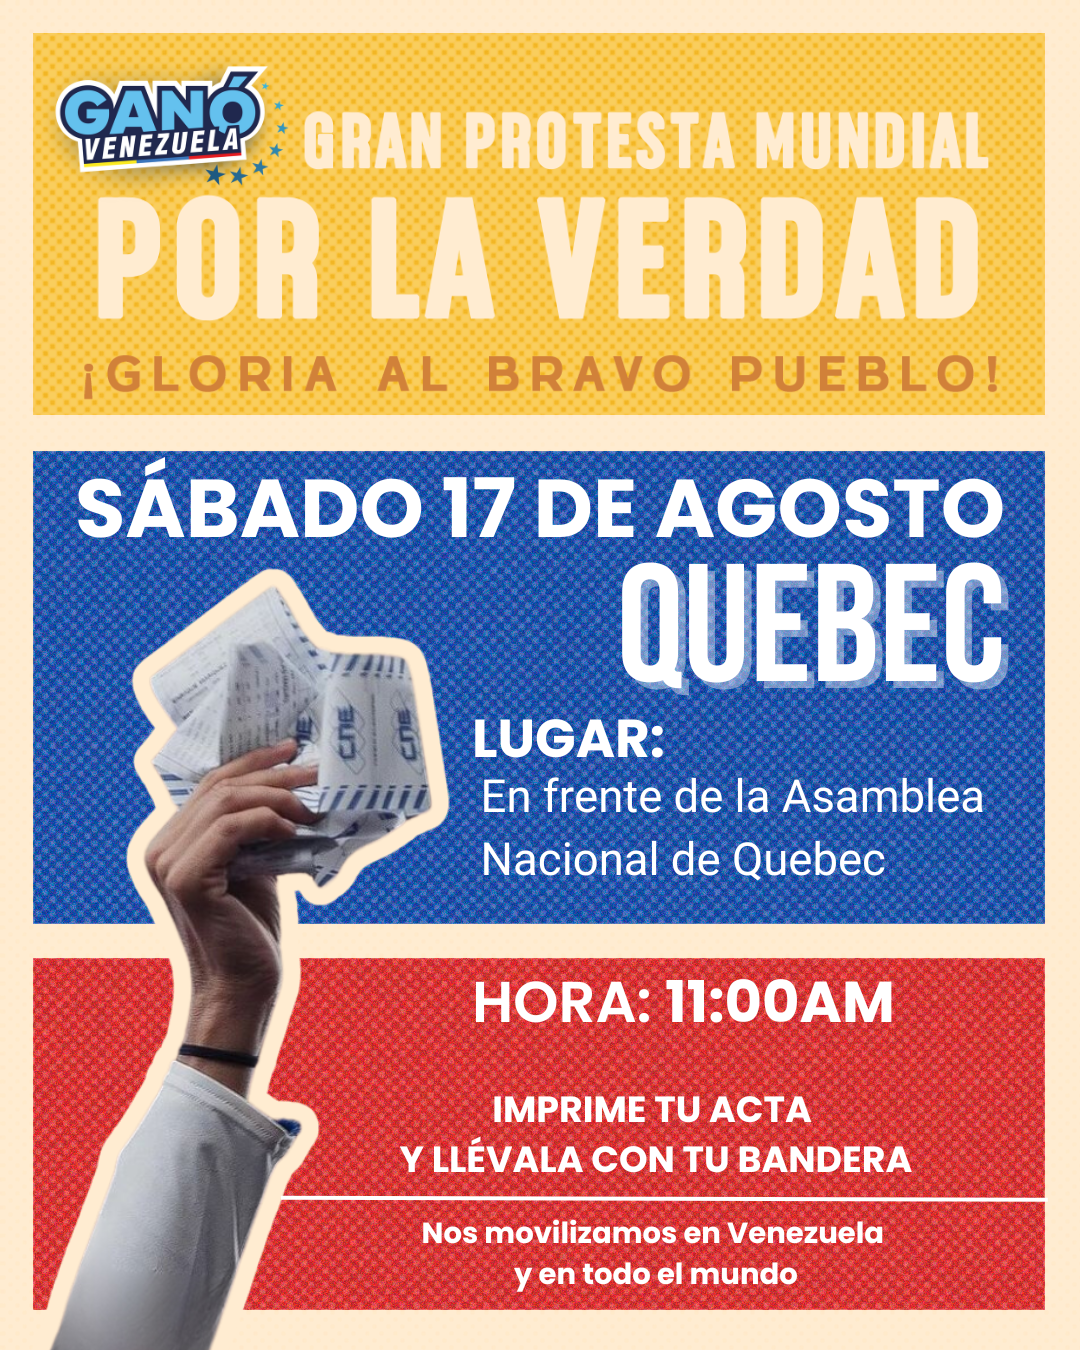 GANÓ
VENEZUELA
GRAN PROTESTA MUNDIAL
POR LA VERDAD
¡GLORIA AL BRAVO PUEBLO!
SÁBADO 17 DE AGOSTO
QUEBEC
LUGAR:
En frente de la Asamblea
Nacional de Quebec
CNE
CNE
HORA: 11:00AM
IMPRIME TU ACTA
Y LLÉVALA CON TU BANDERA
Nos movilizamos en Venezuela
y en todo el mundo